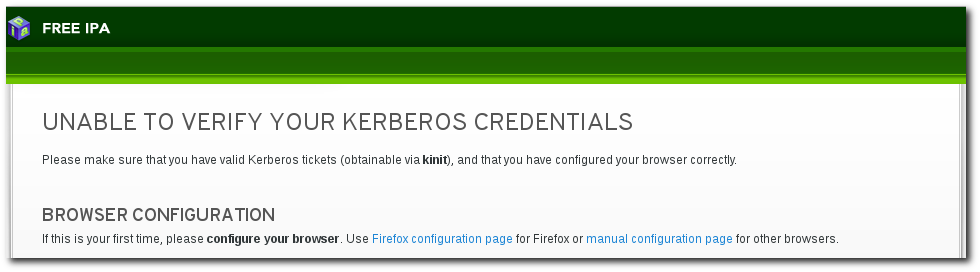 FREE IPA
UNABLE TO VERIFY YOUR KERBEROS CREDENTIALS
Please make sure that you have valid Kerberos tickets (obtainable via kinit), and that you have configured your browser correctly.
BROWSER CONFIGURATION
If this is your first time, please configure your browser. Use Firefox configuration page for Firefox or manual configuration page for other browsers.